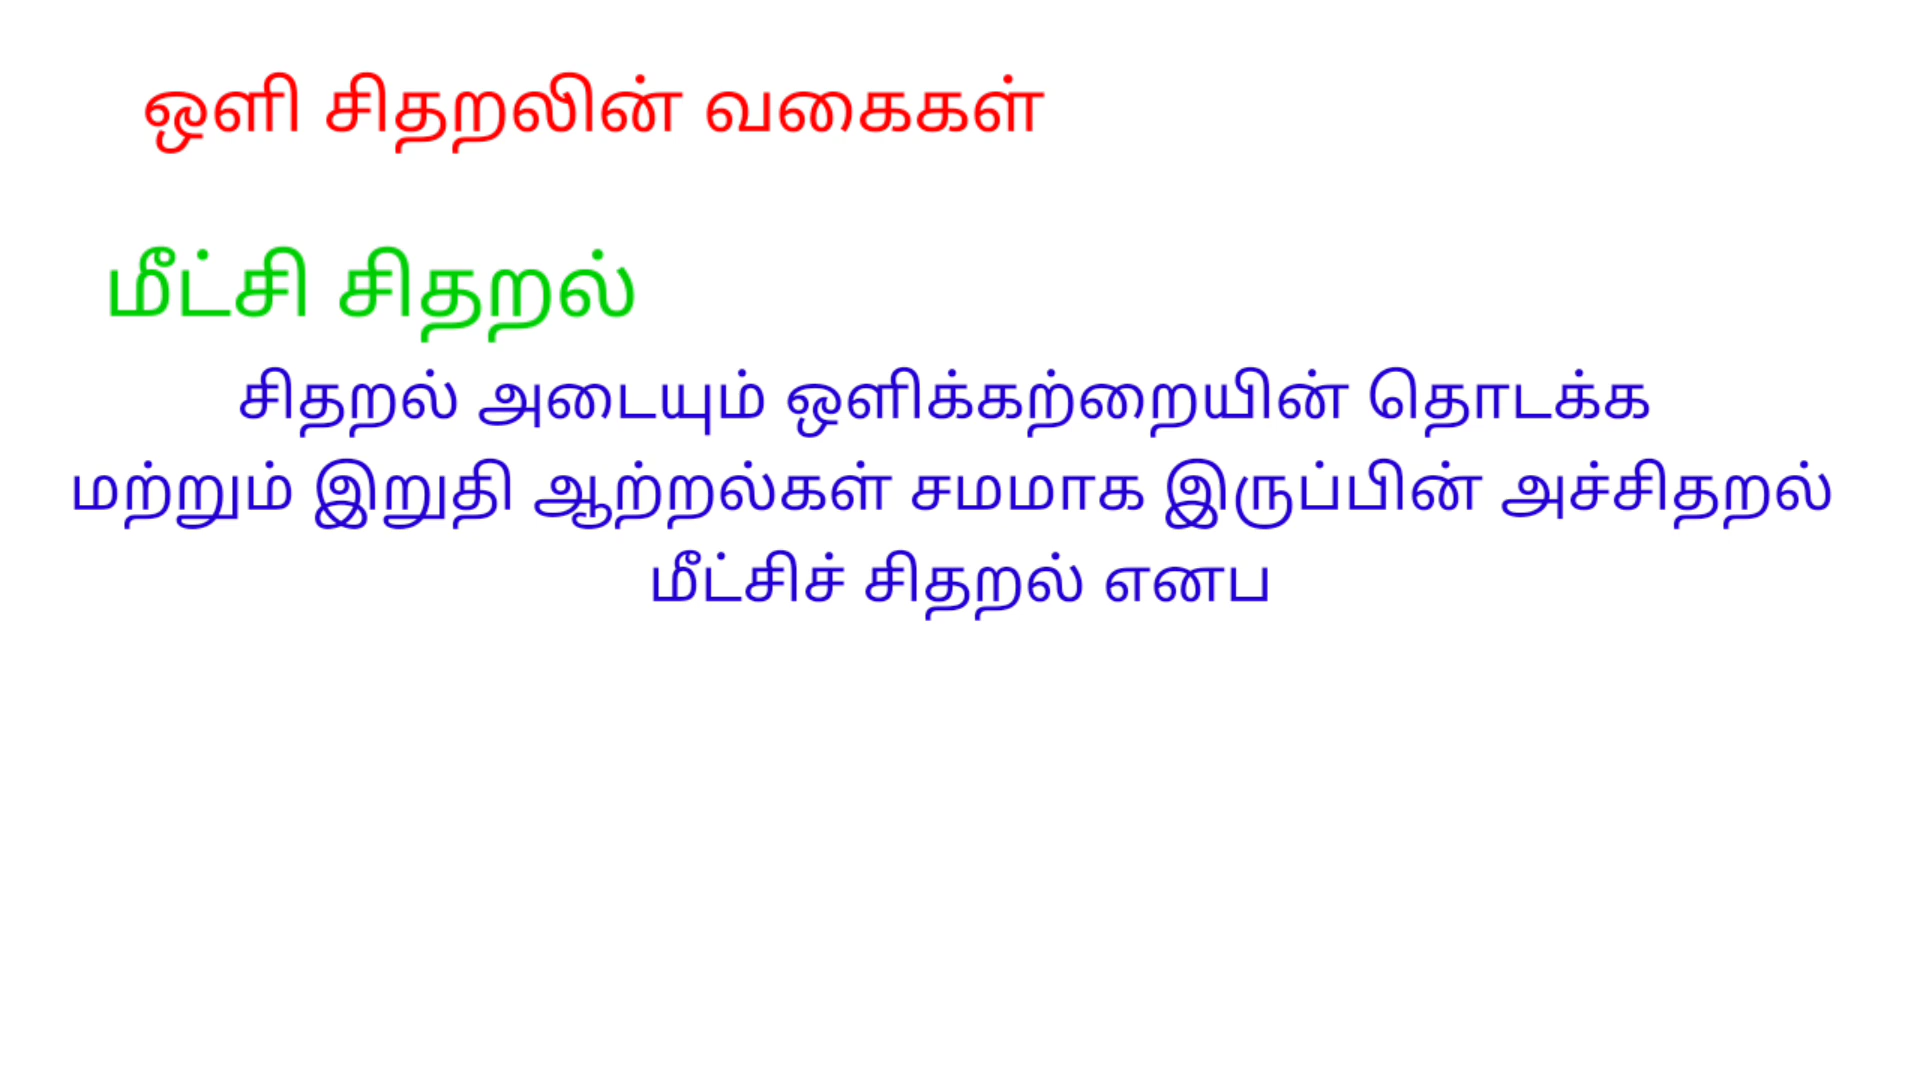 ஒளி சிதறலின் வகைகள்
மீட்சி சிதறல்
சிதறல் அடையும் ஒளிக்கற்றையின் தொடக்க
மற்றும் இறுதி ஆற்றல்கள் சமமாக இருப்பின் அச்சிதறல்
மீட்சிச் சிதறல் எனப